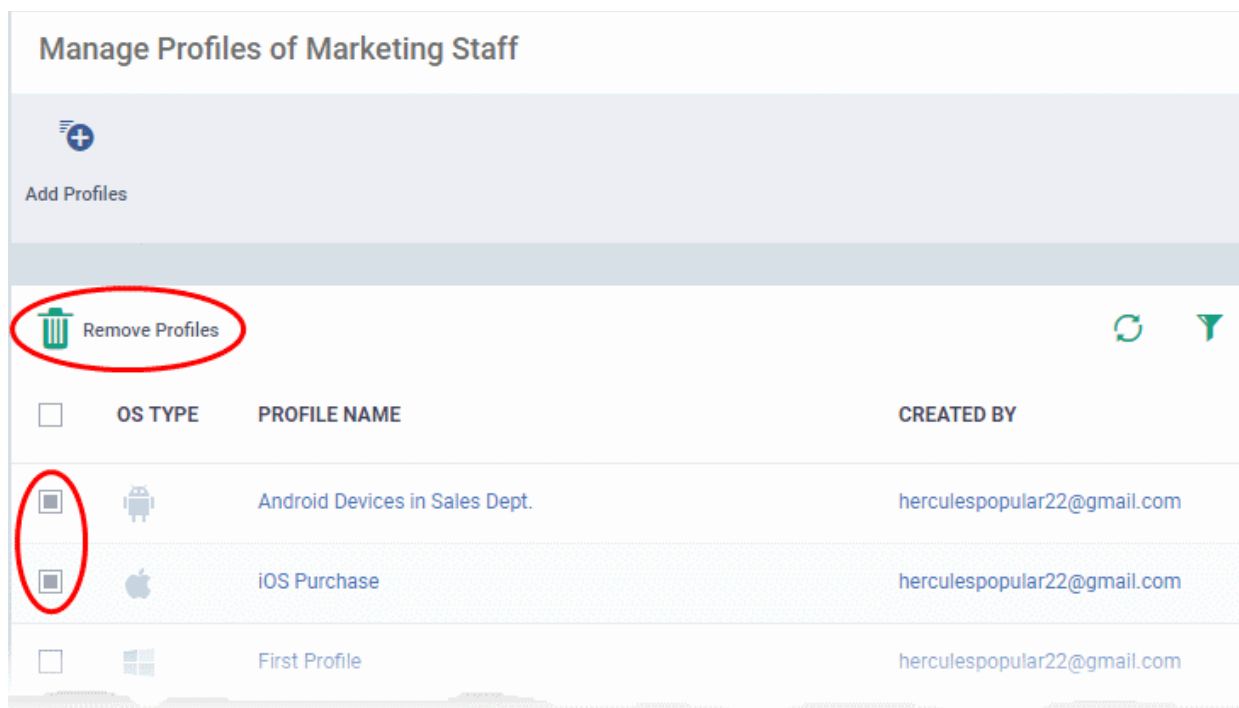 Manage Profiles of Marketing Staff
Add Profiles
Remove Profiles
OS TYPE PROFILE NAME CREATED BY
Android Devices in Sales Dept. herculespopular22@gmail.com
iOS Purchase herculespopular22@gmail.com
First Profile herculespopular22@gmail.com